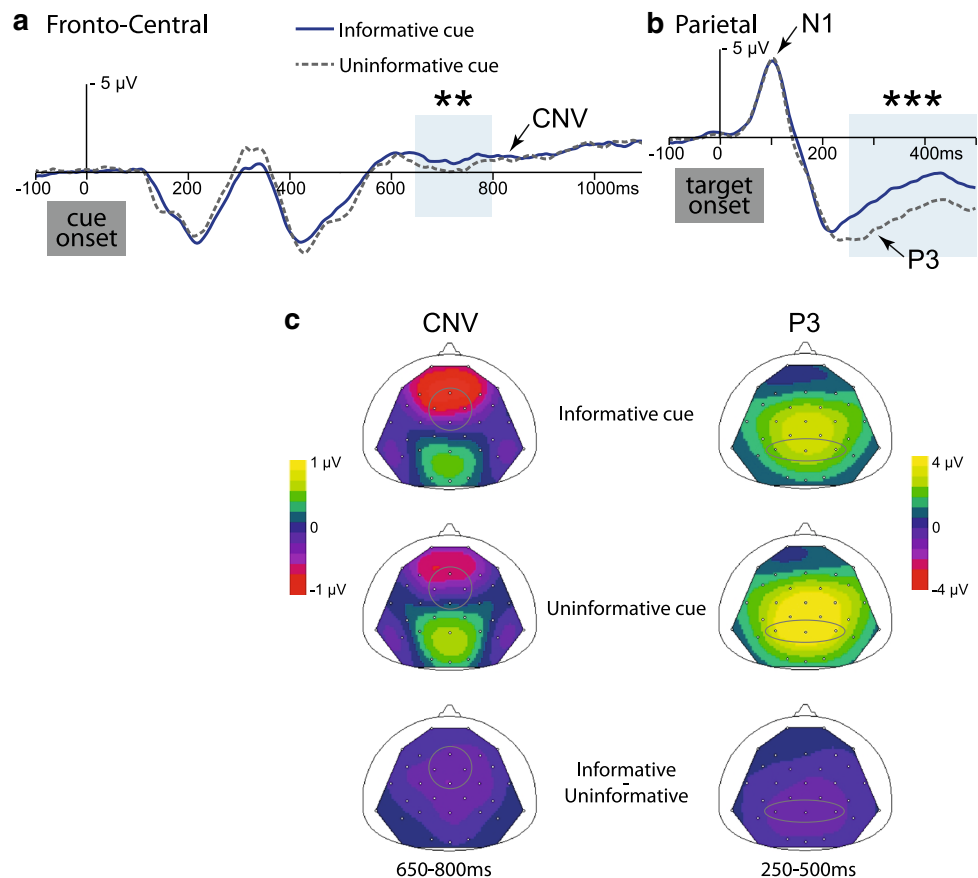 a Fronto-Central
Informative cue
Uninformative cue
- 5 µV
**
CNV
-100 0 200 400 600 800 1000ms
cue
onset
b Parietal
N1
- 5 µV
***
-100 0 200 400ms
target
onset
P3
c
CNV
P3
Informative cue
1 µV
0
-1 µV
4 µV
0
-4 µV
Uninformative cue
Informative
-
Uninformative
650-800ms
250-500ms